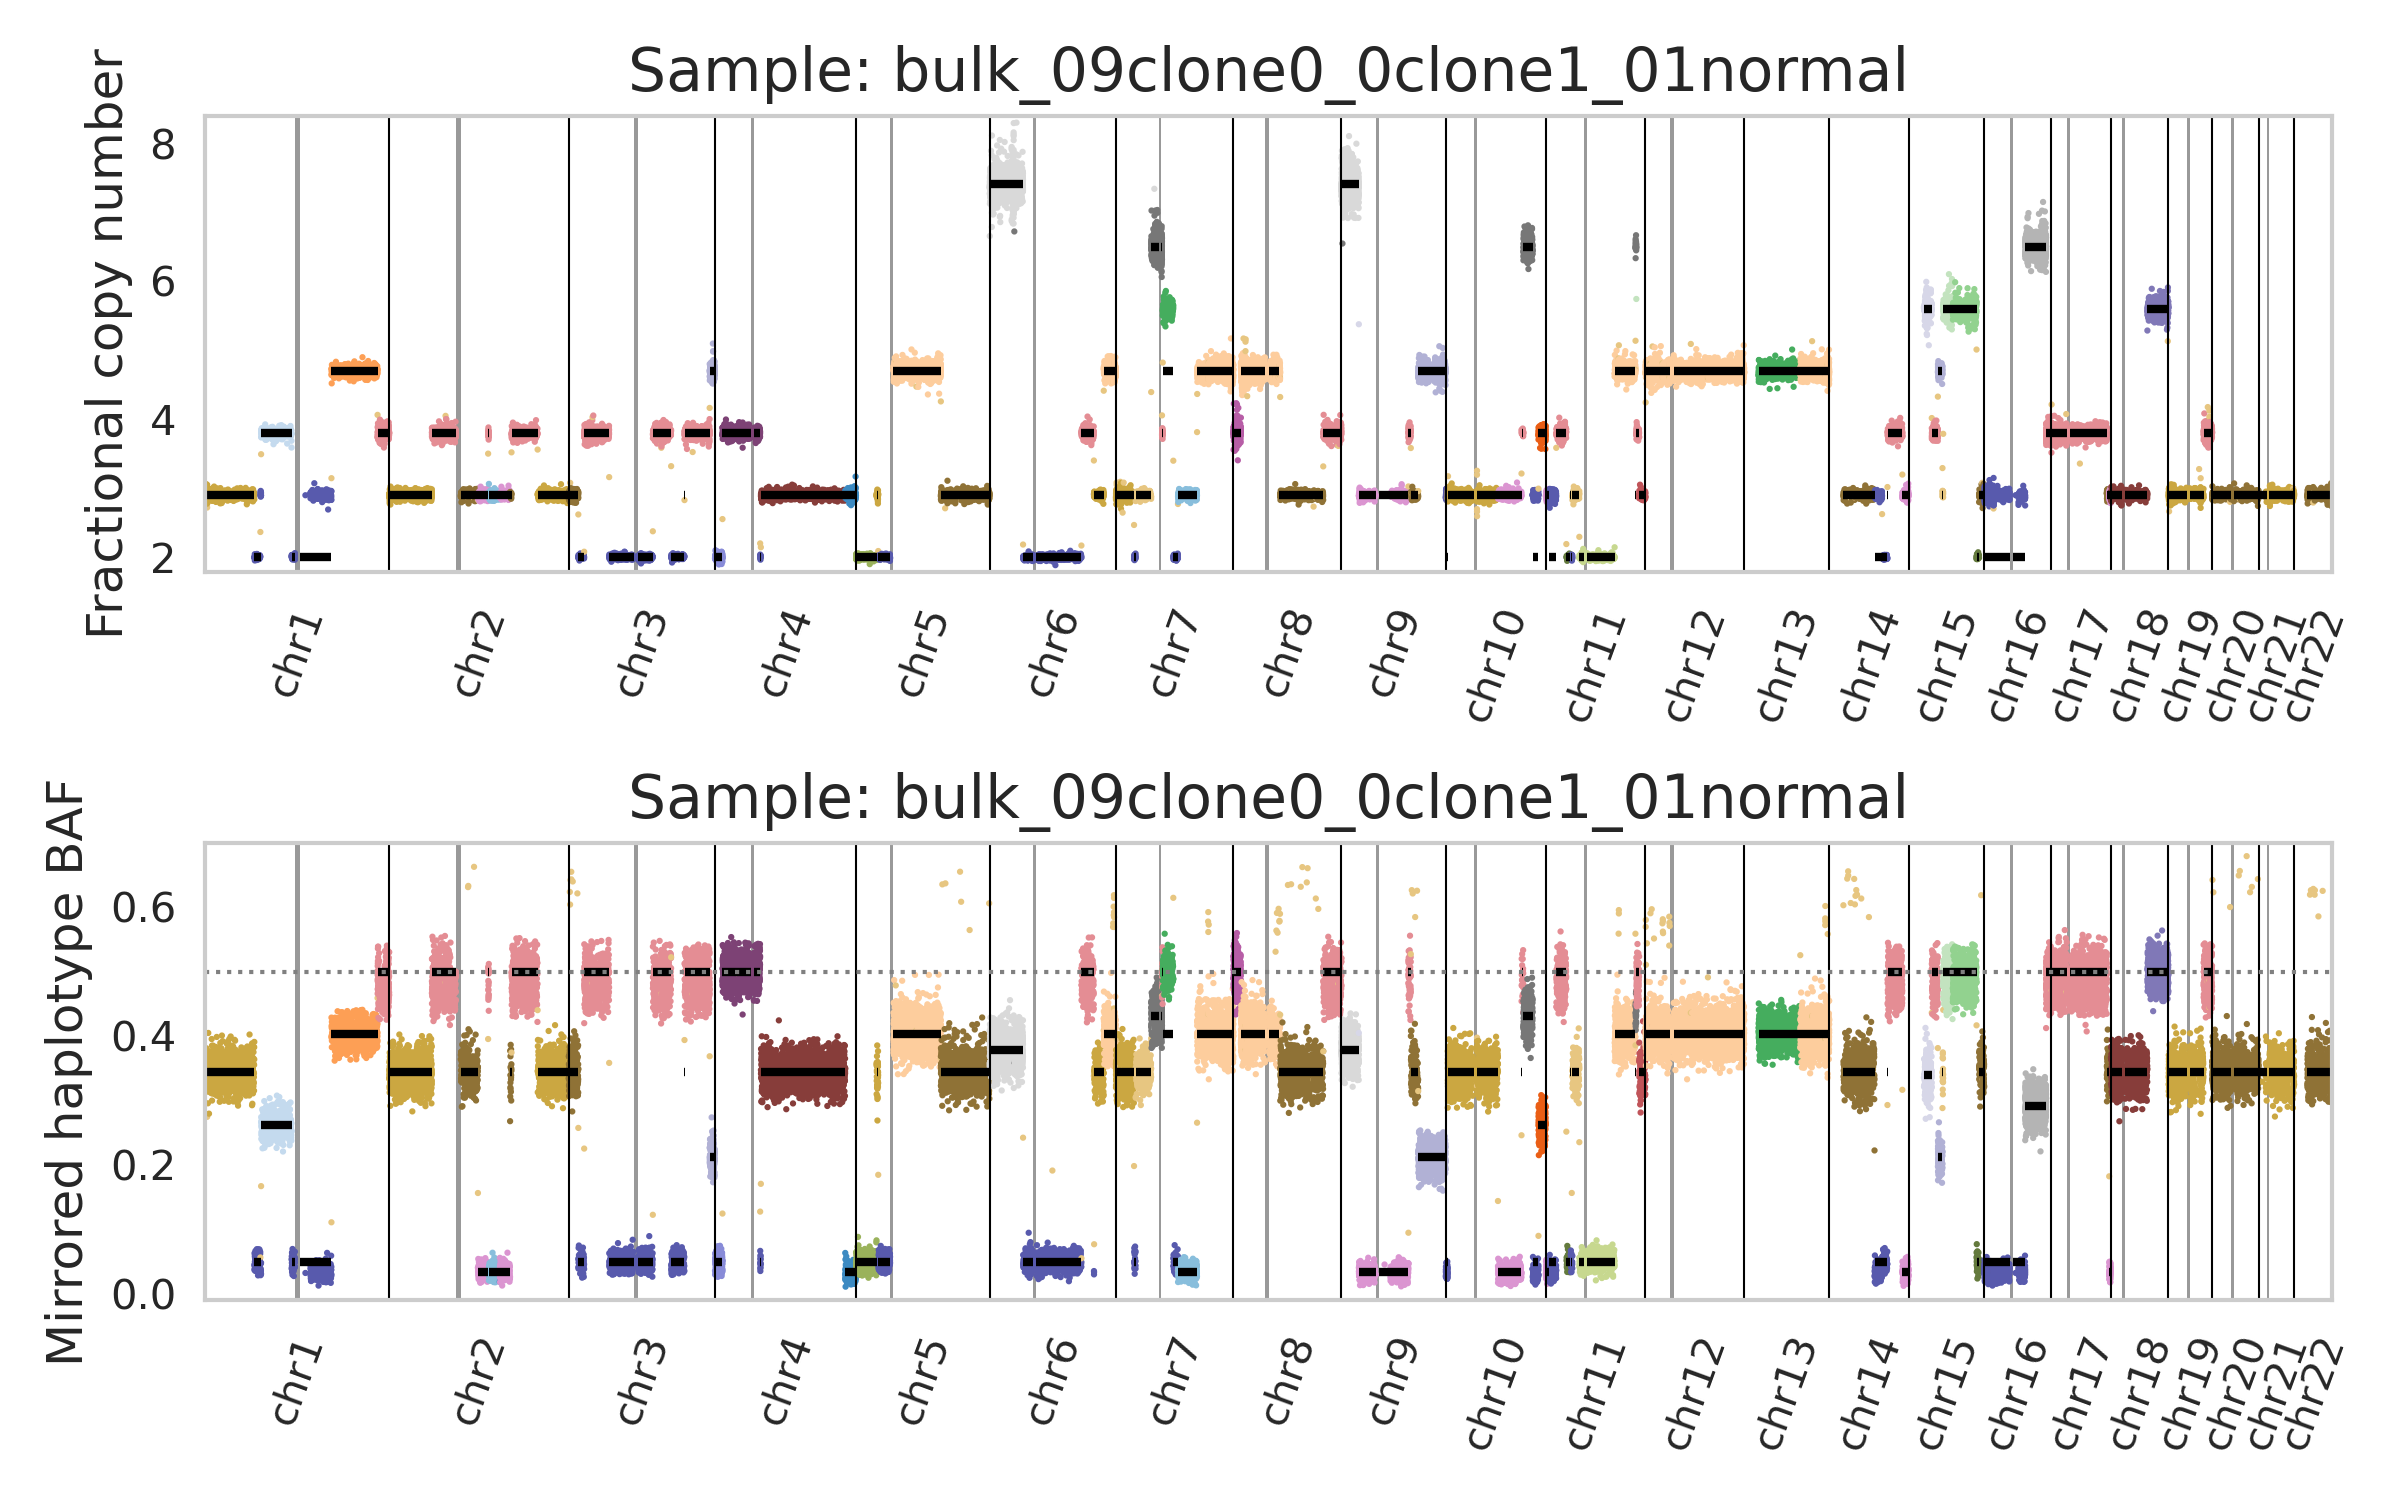 Sample: bulk_09clone0_0clone1_01normal
Fractional copy number
8
6
4
2
chr1
chr2
chr3
chr4
chr5
chr6
chr7
chr8
chr9
chr10
chr11
chr12
chr13
chr14
chr15
chr16
chr17
chr18
chr19
chr20
chr21
chr22
Sample: bulk_09clone0_0clone1_01normal
Mirrored haplotype BAF
0.6
0.4
0.2
0.0
chr1
chr2
chr3
chr4
chr5
chr6
chr7
chr8
chr9
chr10
chr11
chr12
chr13
chr14
chr15
chr16
chr17
chr18
chr19
chr20
chr21
chr22